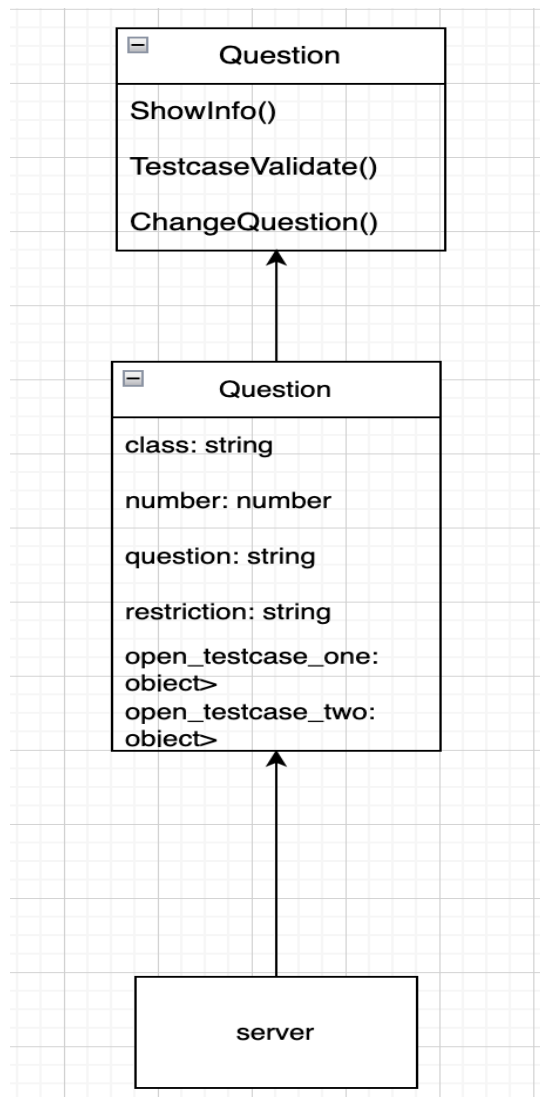 Question
ShowInfo()
TestcaseValidate()
ChangeQuestion()
Question
class: string
number: number
question: string
restriction: string
open_testcase_one:
object>
open_testcase_two:
object>
server